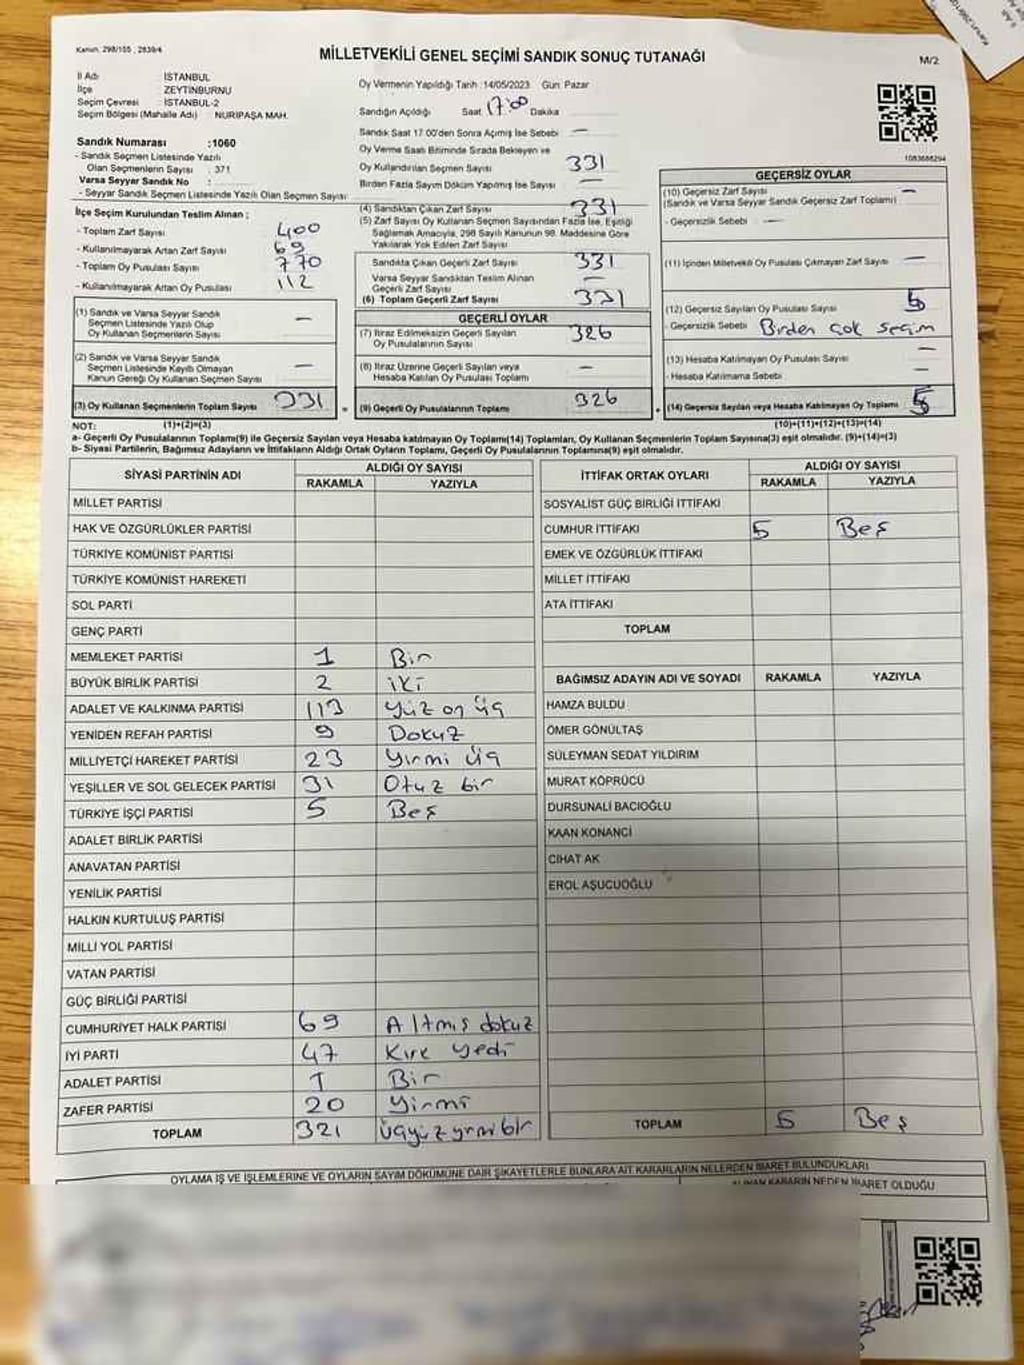 Kanun, 298/105 , 2839/4
MİLLETVEKİLİ GENEL SEÇİMİ SANDIK SONUÇ TUTANAĞI
M/2
İl Adı : İSTANBUL
İlçe : ZEYTİNBURNU
Seçim Çevresi : İSTANBUL-2
Seçim Bölgesi (Mahalle Adı) NURİPAŞA MAH.
Sandık Numarası :1060
- Sandık Seçmen Listesinde Yazılı
Olan Seçmenlerin Sayısı : 371
Varsa Seyyar Sandık No :
- Seyyar Sandık Seçmen Listesinde Yazılı Olan Seçmen Sayısı
Oy Vermenin Yapıldığı Tarih :14/05/2023 Gün: Pazar
Sandığın Açıldığı Saat 17:00 Dakika
Sandık Saat 17:00'den Sonra Açımış İse Sebebi —
Oy Verme Saati Bitiminde Sırada Bekleyen ve
Oy Kullandırılan Seçmen Sayısı 331
Birden Fazla Sayım Döküm Yapılmış İse Sayısı —
1083686294
İlçe Seçim Kurulundan Teslim Alınan ;
- Toplam Zarf Sayısı 400
- Kullanılmayarak Artan Zarf Sayısı 69
- Toplam Oy Pusulası Sayısı 770
- Kullanılmayarak Artan Oy Pusulası 112
(1) Sandık ve Varsa Seyyar Sandık
Seçmen Listesinde Yazılı Olup
Oy Kullanan Seçmenlerin Sayısı —
(2) Sandık ve Varsa Seyyar Sandık
Seçmen Listesinde Kayıtlı Olmayan
Kanun Gereği Oy Kullanan Seçmen Sayısı —
(3) Oy Kullanan Seçmenlerin Toplam Sayısı 331
(4) Sandıktan Çıkan Zarf Sayısı 331
(5) Zarf Sayısı Oy Kullanan Seçmen Sayısından Fazla İse, Eşitliği
Sağlamak Amacıyla, 298 Sayılı Kanunun 98. Maddesine Göre
Yakılarak Yok Edilen Zarf Sayısı
Sandıkta Çıkan Geçerli Zarf Sayısı 331
Varsa Seyyar Sandıktan Teslim Alınan
Geçerli Zarf Sayısı —
(6) Toplam Geçerli Zarf Sayısı 331
GEÇERLİ OYLAR
(7) İtiraz Edilmeksizin Geçerli Sayılan
Oy Pusulalarının Sayısı 326
(8) İtiraz Üzerine Geçerli Sayılan veya
Hesaba Katılan Oy Pusulası Toplamı —
(9) Geçerli Oy Pusulalarının Toplamı 326
GEÇERSİZ OYLAR
(10) Geçersiz Zarf Sayısı —
(Sandık ve Varsa Seyyar Sandık Geçersiz Zarf Toplamı)
- Geçersizlik Sebebi —
(11) İçinden Milletvekili Oy Pusulası Çıkmayan Zarf Sayısı —
(12) Geçersiz Sayılan Oy Pusulası Sayısı 5
- Geçersizlik Sebebi Birden çok seçim
(13) Hesaba Katılmayan Oy Pusulası Sayısı —
- Hesaba Katılmama Sebebi —
(14) Geçersiz Sayılan veya Hesaba Katılmayan Oy Toplamı 5
NOT: (1)+(2)=(3) (10)+(11)+(12)+(13)=(14)
a- Geçerli Oy Pusulalarının Toplamı(9) ile Geçersiz Sayılan veya Hesaba katılmayan Oy Toplamı(14) Toplamları, Oy Kullanan Seçmenlerin Toplam Sayısına(3) eşit olmalıdır. (9)+(14)=(3)
b- Siyasi Partilerin, Bağımsız Adayların ve İttifakların Aldığı Ortak Oyların Toplamı, Geçerli Oy Pusulalarının Toplamına(9) eşit olmalıdır.
SİYASİ PARTİNİN ADI ALDIĞI OY SAYISI
RAKAMLA YAZIYLA
MİLLET PARTİSİ
HAK VE ÖZGÜRLÜKLER PARTİSİ
TÜRKİYE KOMÜNİST PARTİSİ
TÜRKİYE KOMÜNİST HAREKETİ
SOL PARTİ
GENÇ PARTİ
MEMLEKET PARTİSİ 1 Bir
BÜYÜK BİRLİK PARTİSİ 2 iki
ADALET VE KALKINMA PARTİSİ 113 Yüz on üç
YENİDEN REFAH PARTİSİ 9 Dokuz
MİLLİYETÇİ HAREKET PARTİSİ 23 Yirmi üç
YEŞİLLER VE SOL GELECEK PARTİSİ 31 Otuz bir
TÜRKİYE İŞÇİ PARTİSİ 5 Beş
ADALET BİRLİK PARTİSİ
ANAVATAN PARTİSİ
YENİLİK PARTİSİ
HALKIN KURTULUŞ PARTİSİ
MİLLİ YOL PARTİSİ
VATAN PARTİSİ
GÜÇ BİRLİĞİ PARTİSİ
CUMHURİYET HALK PARTİSİ 69 Altmış dokuz
İYİ PARTİ 47 Kırk yedi
ADALET PARTİSİ 1 Bir
ZAFER PARTİSİ 20 Yirmi
TOPLAM 321 Üçyüzyirmibir
İTTİFAK ORTAK OYLARI ALDIĞI OY SAYISI
RAKAMLA YAZIYLA
SOSYALİST GÜÇ BİRLİĞİ İTTİFAKI
CUMHUR İTTİFAKI 5 Beş
EMEK VE ÖZGÜRLÜK İTTİFAKI
MİLLET İTTİFAKI
ATA İTTİFAKI
TOPLAM
BAĞIMSIZ ADAYIN ADI VE SOYADI RAKAMLA YAZIYLA
HAMZA BULDU
ÖMER GÖNÜLTAŞ
SÜLEYMAN SEDAT YILDIRIM
MURAT KÖPRÜCÜ
DURSUNALİ BACIOĞLU
KAAN KONANCİ
CİHAT AK
EROL AŞUCUOĞLU
TOPLAM 5 Beş
OYLAMA İŞ VE İŞLEMLERİNE VE OYLARIN SAYIM DÖKÜMÜNE DAİR ŞİKAYETLERLE BUNLARA AİT KARARLARIN NELERDEN İBARET BULUNDUKLARI
ALINAN KARARIN NEDEN İBARET OLDUĞU